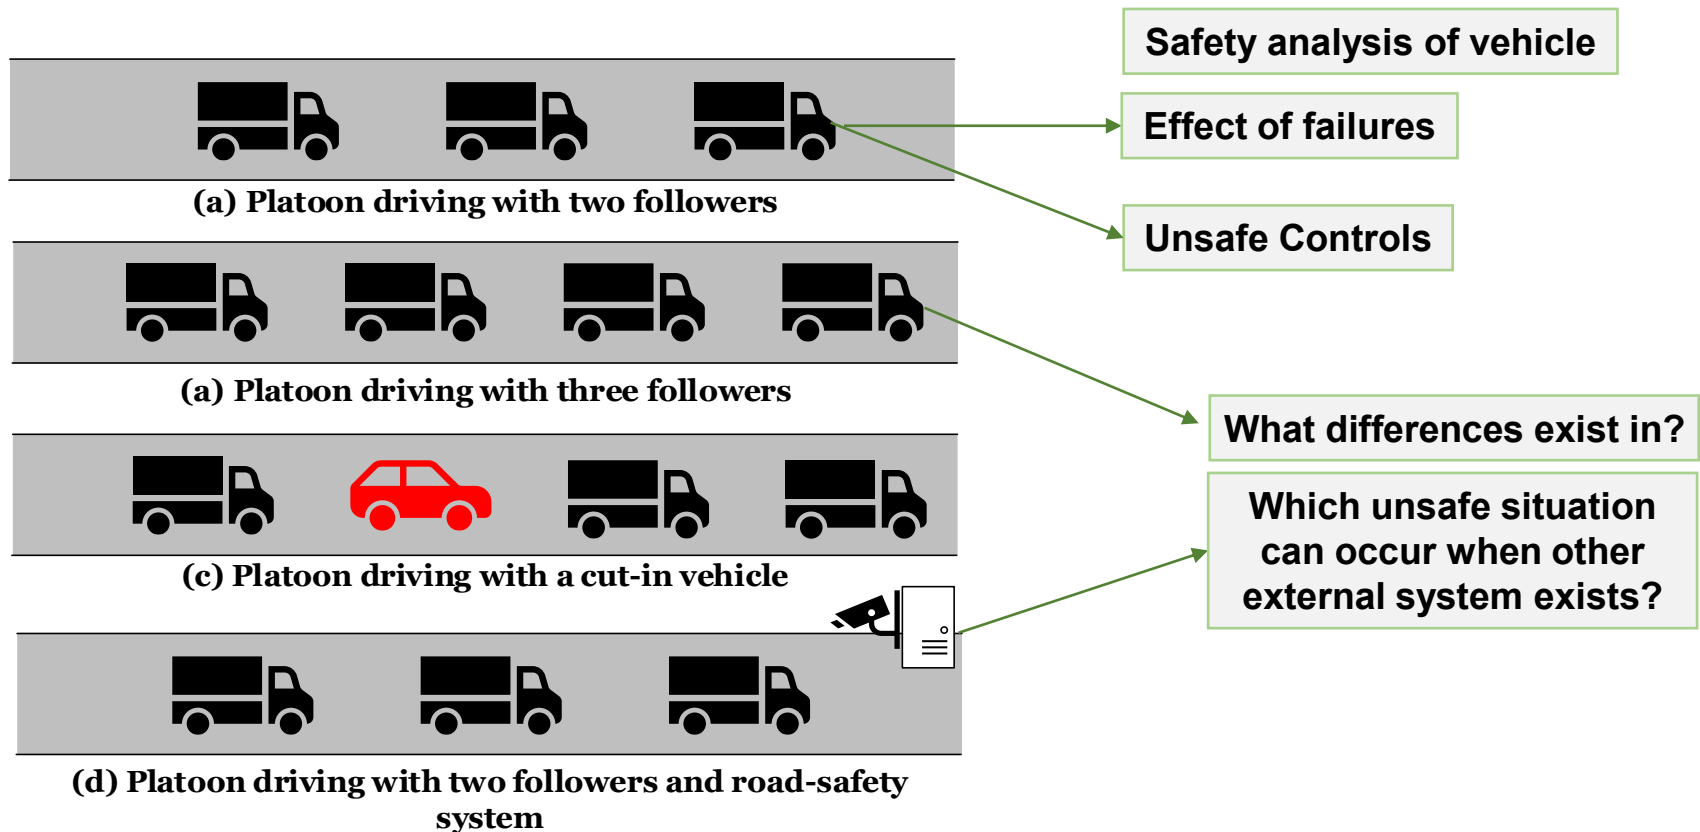 Safety analysis of vehicle
Effect of failures
(a) Platoon driving with two followers
Unsafe Controls
(a) Platoon driving with three followers
What differences exist in?
Which unsafe situation
can occur when other
external system exists?
(c) Platoon driving with a cut-in vehicle
(d) Platoon driving with two followers and road-safety
system